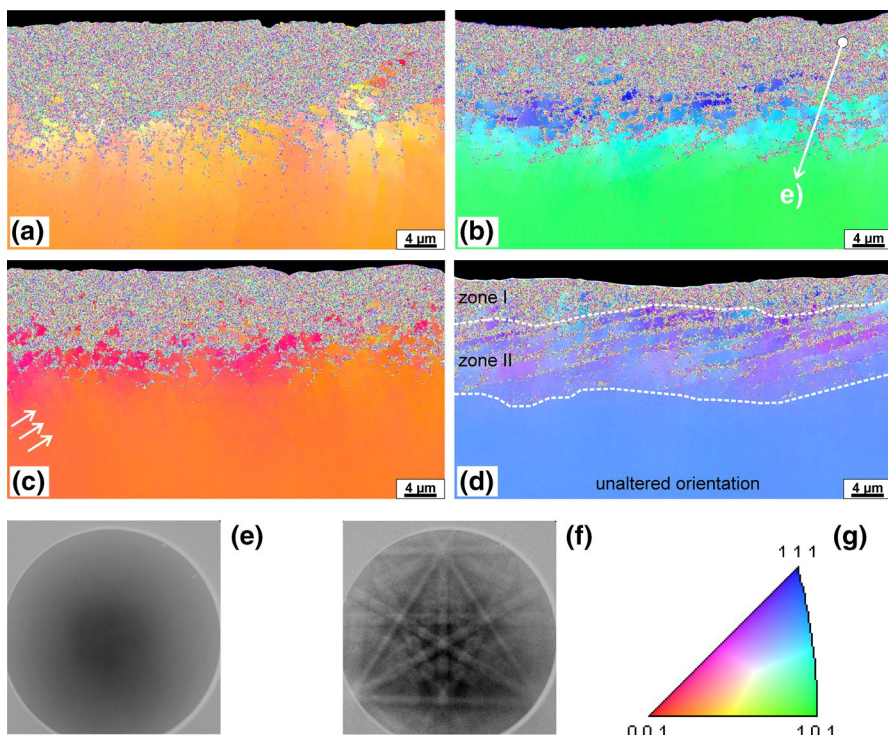 (a)
4 µm
(b)
e)
4 µm
(c)
4 µm
zone I
zone II
unaltered orientation
(d)
4 µm
(e)
(f)
(g)
1 1 1
0 0 1
1 0 1